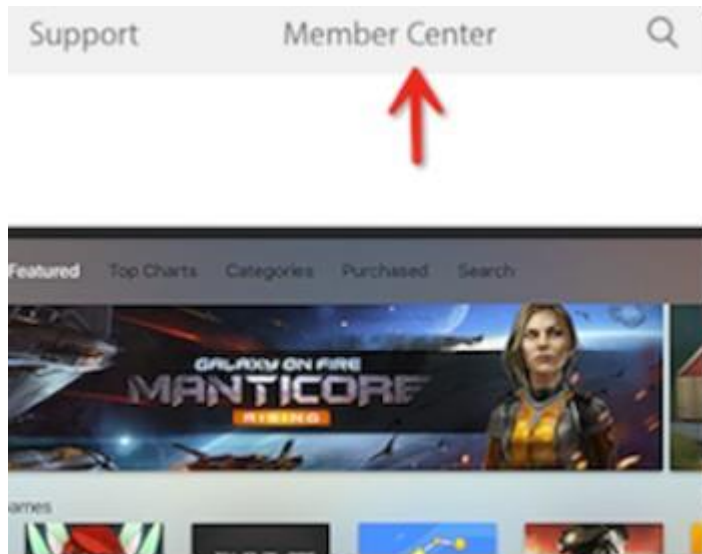 Support Member Center
Featured Top Charts Categories Purchased Search
GALAXY ON FIRE
MANTICORE
RISING